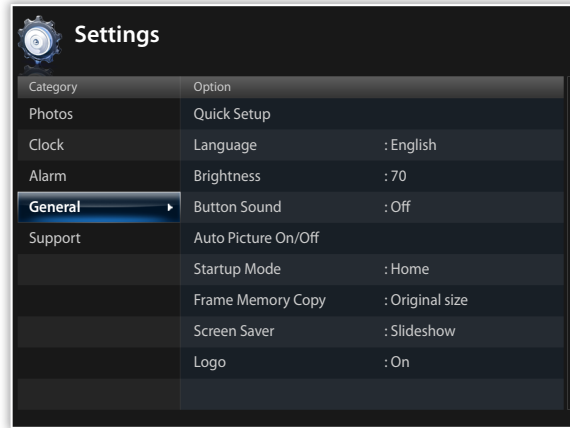 Settings
Category Option
Photos Quick Setup
Clock Language : English
Alarm Brightness : 70
General Button Sound : Off
Support Auto Picture On/Off
Startup Mode : Home
Frame Memory Copy : Original size
Screen Saver : Slideshow
Logo : On